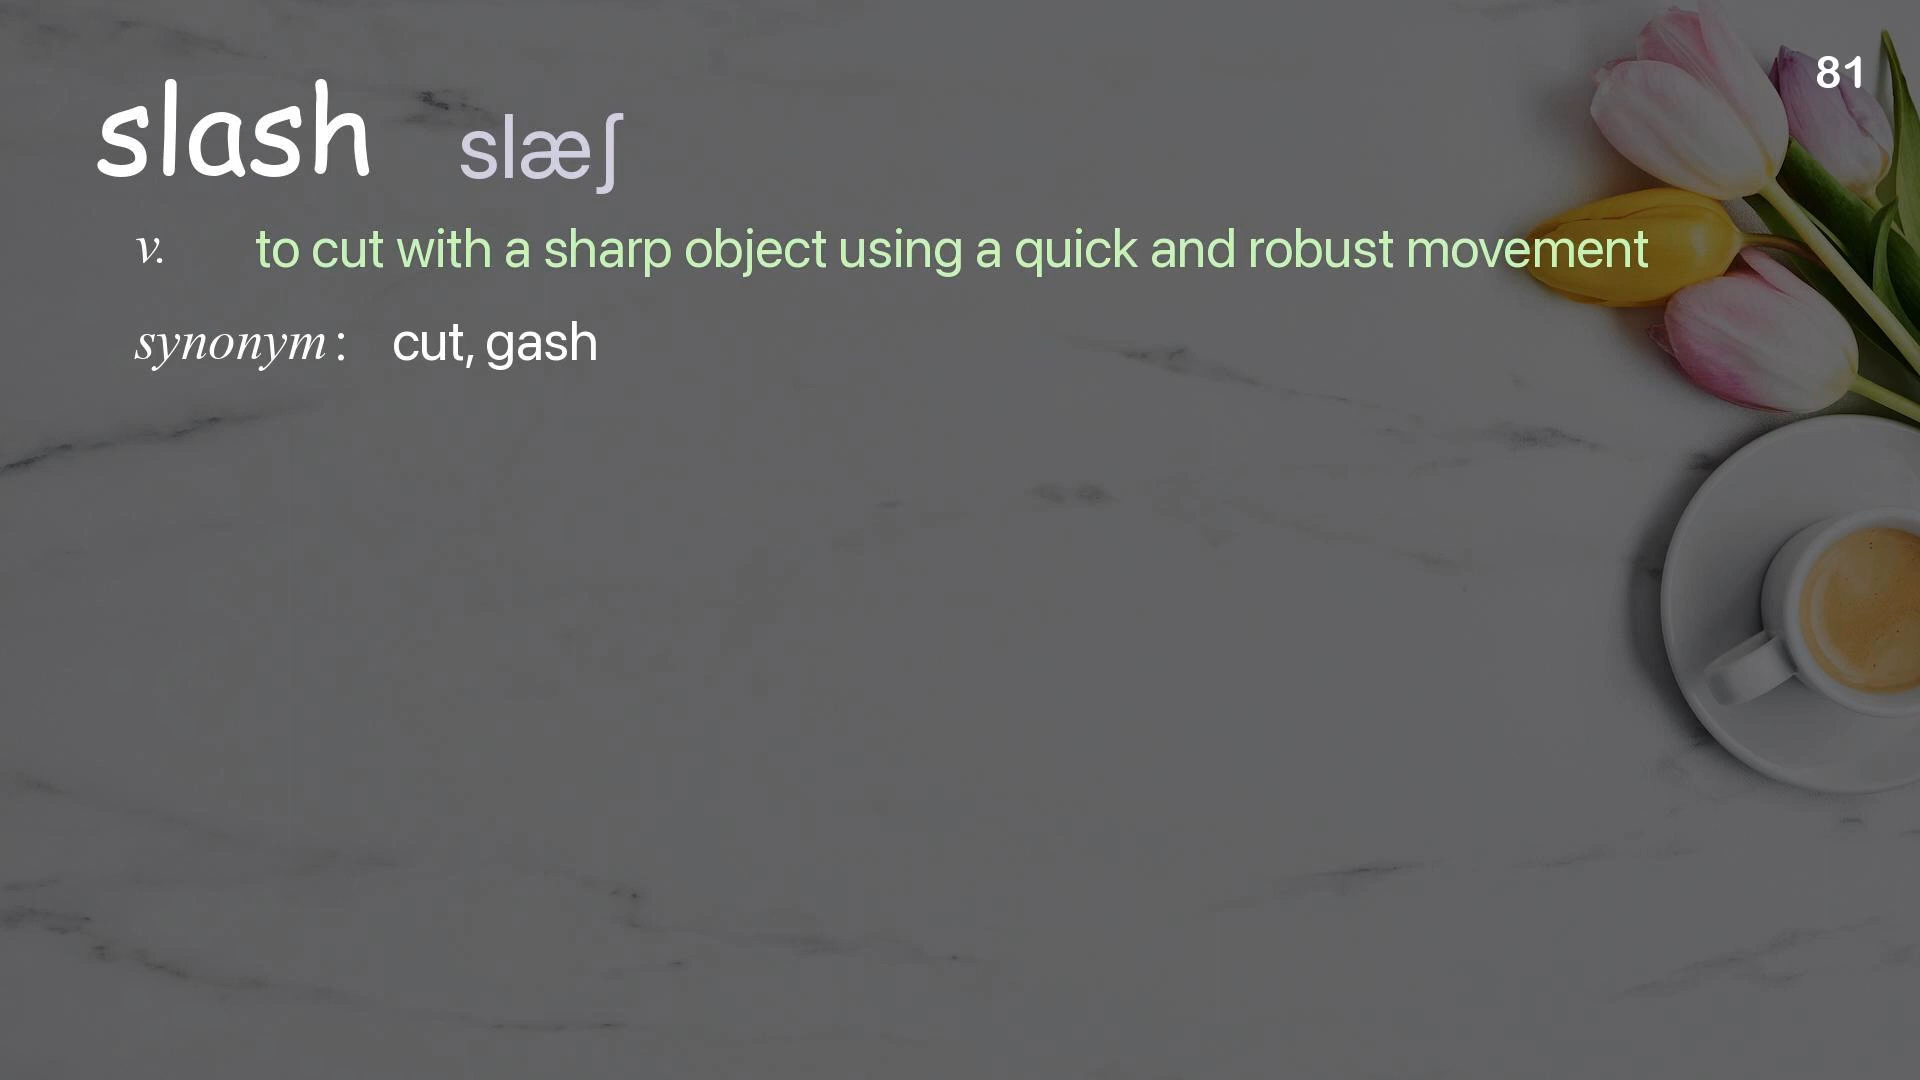 81
slash slæʃ
v. to cut with a sharp object using a quick and robust movement
synonym : cut, gash